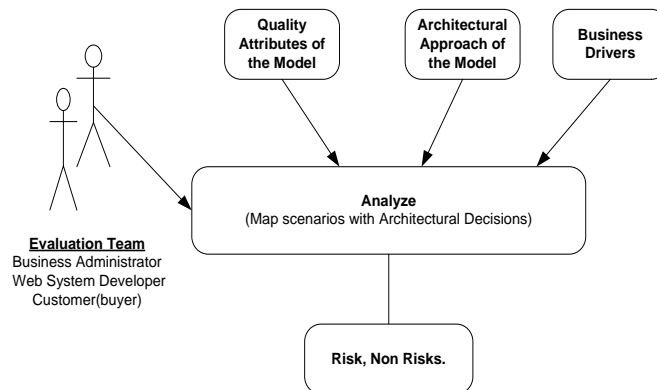 Quality
Attributes of
the Model
Architectural
Approach of
the Model
Business
Drivers
Analyze
(Map scenarios with Architectural Decisions)
Evaluation Team
Business Administrator
Web System Developer
Customer(buyer)
Risk, Non Risks.